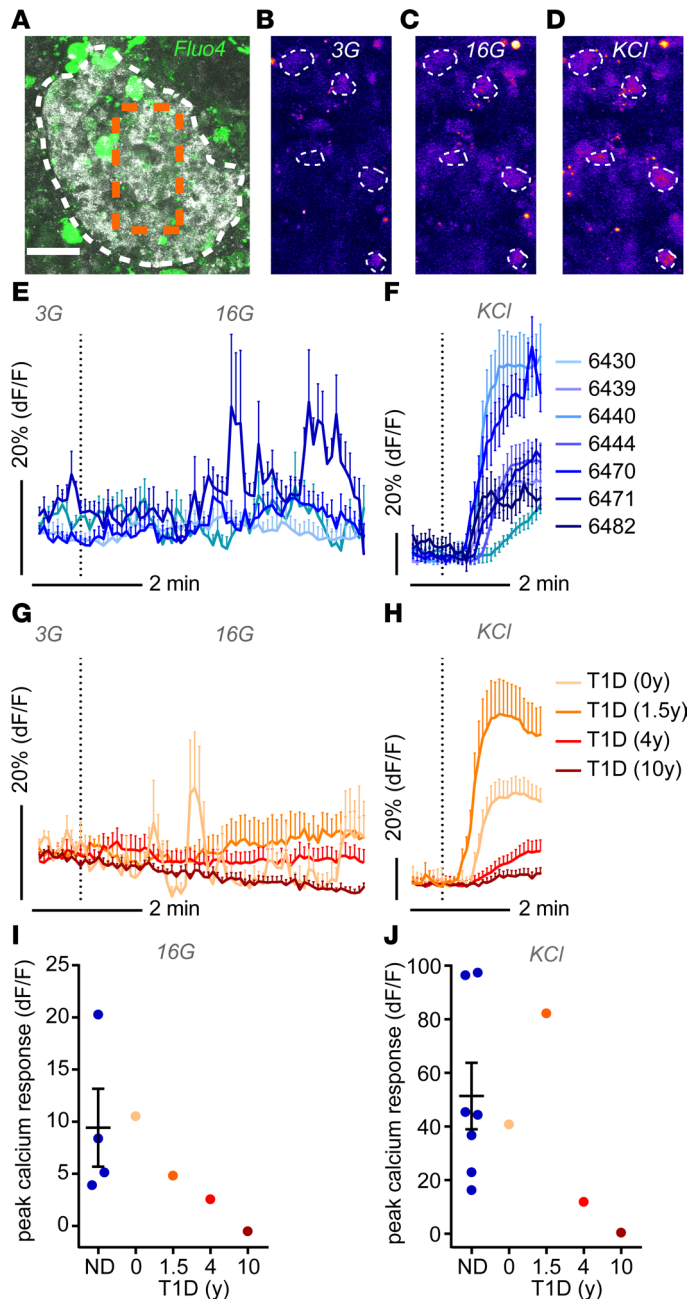 A
B
C
D
Fluo4
3G
16G
KCl
E
F
3G
16G
KCl
20% (dF/F)
2 min
20% (dF/F)
2 min
6430
6439
6440
6444
6470
6471
6482
G
H
3G
16G
KCl
20% (dF/F)
2 min
20% (dF/F)
2 min
T1D (0y)
T1D (1.5y)
T1D (4y)
T1D (10y)
I
J
16G
KCl
peak calcium response (dF/F)
25
20
15
10
5
0
ND 0 1.5 4 10
T1D (y)
peak calcium response (dF/F)
100
80
60
40
20
0
ND 0 1.5 4 10
T1D (y)